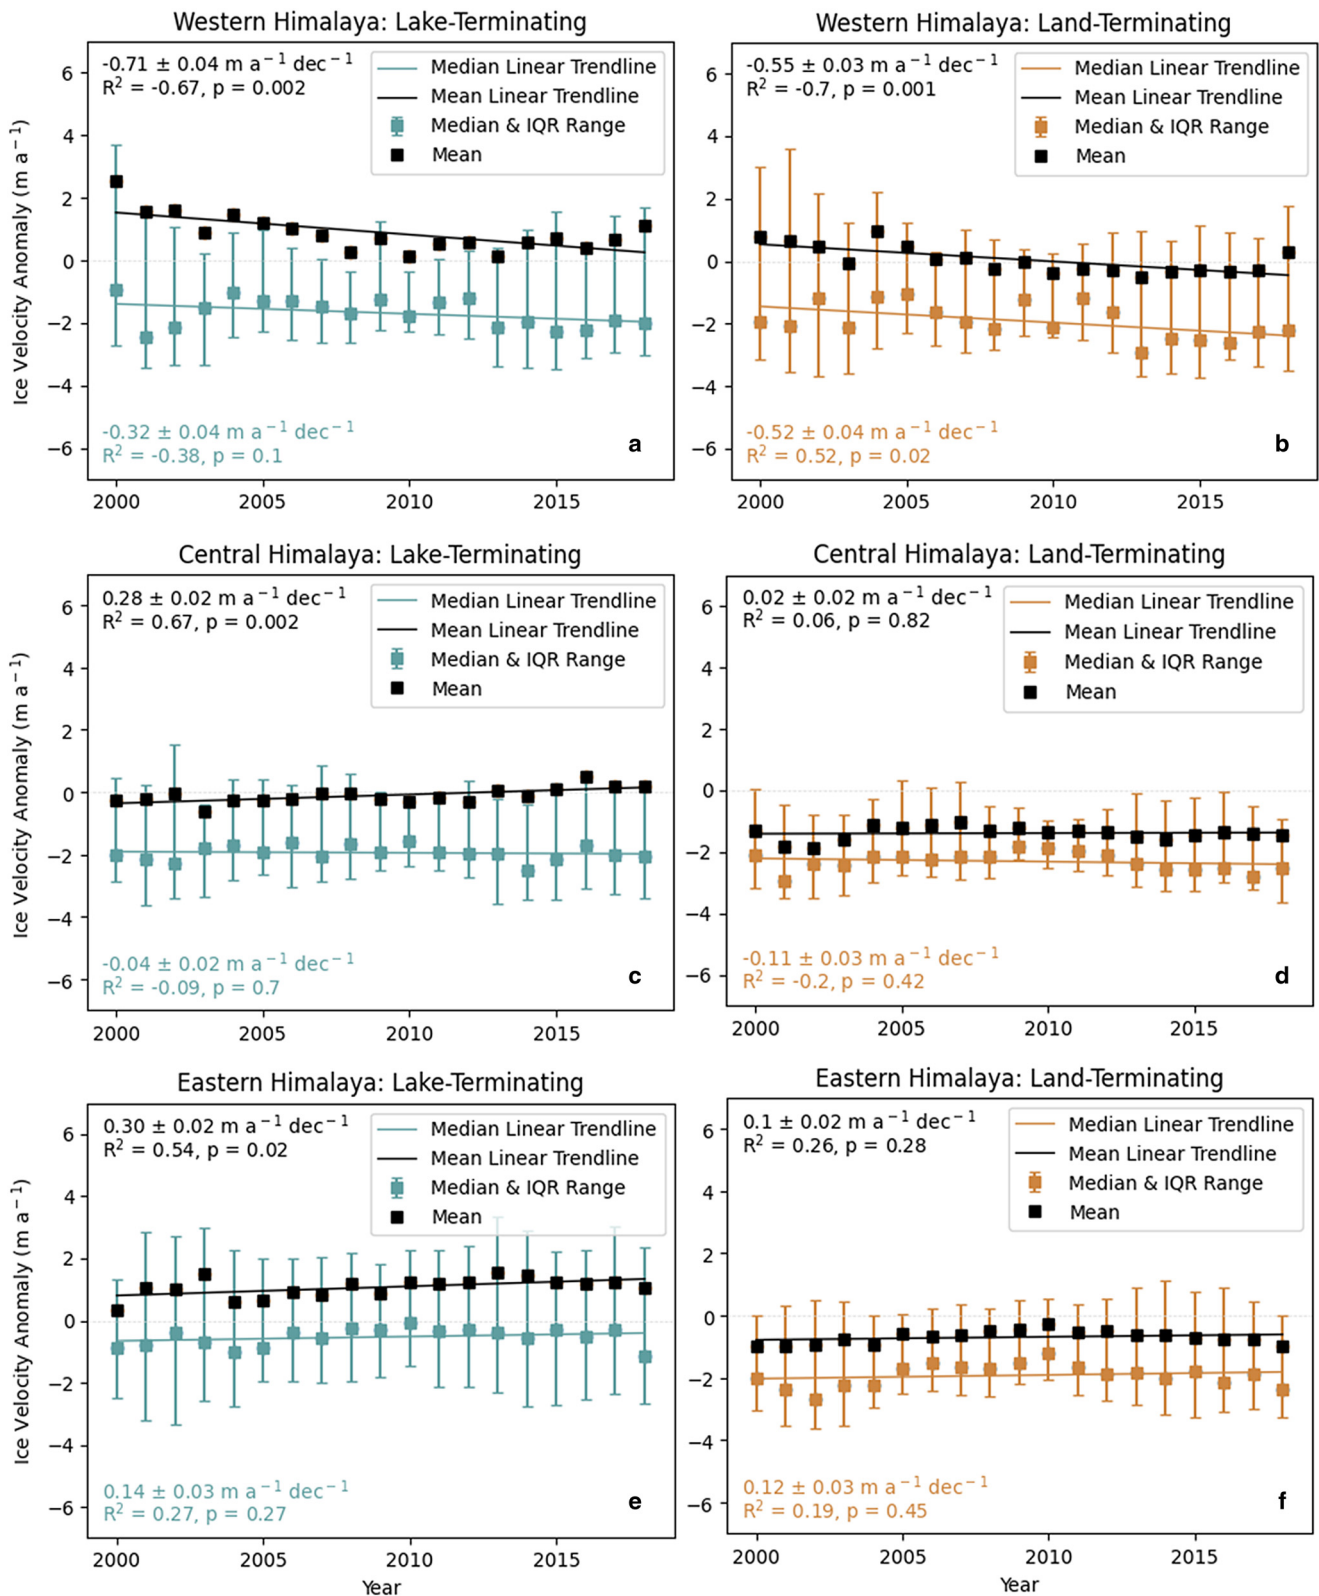 Western Himalaya: Lake-Terminating
-0.71 ± 0.04 m a⁻¹ dec⁻¹
R² = -0.67, p = 0.002
Median Linear Trendline
Mean Linear Trendline
Median & IQR Range
Mean
Ice Velocity Anomaly (m a⁻¹)
6
4
2
0
−2
−4
−6
-0.32 ± 0.04 m a⁻¹ dec⁻¹
R² = -0.38, p = 0.1
a
2000 2005 2010 2015
Western Himalaya: Land-Terminating
-0.55 ± 0.03 m a⁻¹ dec⁻¹
R² = -0.7, p = 0.001
Median Linear Trendline
Mean Linear Trendline
Median & IQR Range
Mean
6
4
2
0
−2
−4
−6
-0.52 ± 0.04 m a⁻¹ dec⁻¹
R² = 0.52, p = 0.02
b
2000 2005 2010 2015
Central Himalaya: Lake-Terminating
0.28 ± 0.02 m a⁻¹ dec⁻¹
R² = 0.67, p = 0.002
Median Linear Trendline
Mean Linear Trendline
Median & IQR Range
Mean
Ice Velocity Anomaly (m a⁻¹)
6
4
2
0
−2
−4
−6
-0.04 ± 0.02 m a⁻¹ dec⁻¹
R² = -0.09, p = 0.7
c
2000 2005 2010 2015
Central Himalaya: Land-Terminating
0.02 ± 0.02 m a⁻¹ dec⁻¹
R² = 0.06, p = 0.82
Median Linear Trendline
Mean Linear Trendline
Median & IQR Range
Mean
6
4
2
0
−2
−4
−6
-0.11 ± 0.03 m a⁻¹ dec⁻¹
R² = -0.2, p = 0.42
d
2000 2005 2010 2015
Eastern Himalaya: Lake-Terminating
0.30 ± 0.02 m a⁻¹ dec⁻¹
R² = 0.54, p = 0.02
Median Linear Trendline
Mean Linear Trendline
Median & IQR Range
Mean
Ice Velocity Anomaly (m a⁻¹)
6
4
2
0
−2
−4
−6
0.14 ± 0.03 m a⁻¹ dec⁻¹
R² = 0.27, p = 0.27
e
2000 2005 2010 2015
Year
Eastern Himalaya: Land-Terminating
0.1 ± 0.02 m a⁻¹ dec⁻¹
R² = 0.26, p = 0.28
Median Linear Trendline
Mean Linear Trendline
Median & IQR Range
Mean
6
4
2
0
−2
−4
−6
0.12 ± 0.03 m a⁻¹ dec⁻¹
R² = 0.19, p = 0.45
f
2000 2005 2010 2015
Year